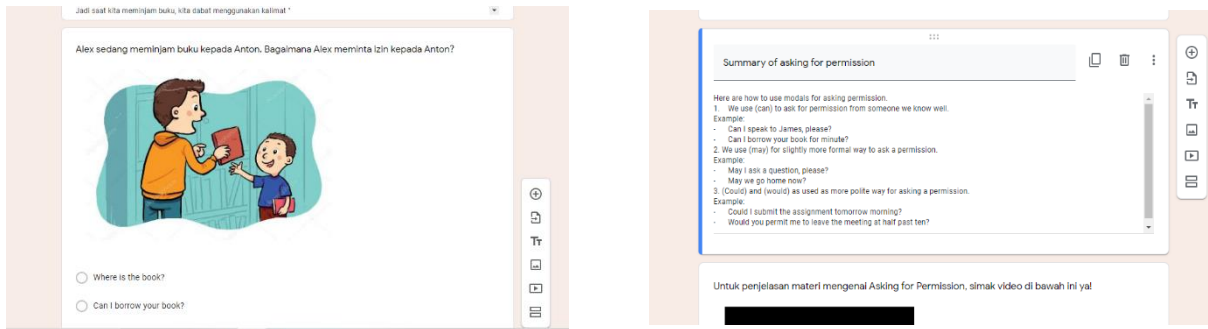 Jadi saat kita meminjam buku, kita dabat menggunakan kalimat *
Alex sedang meminjam buku kepada Anton. Bagaimana Alex meminta izin kepada Anton?
Where is the book?
Can I borrow your book?
Tт
Summary of asking for permission
Here are how to use modals for asking permission.
1. We use (can) to ask for permission from someone we know well.
Example:
- Can I speak to James, please?
- Can I borrow your book for minute?
2. We use (may) for slightly more formal way to ask a permission.
Example:
- May I ask a question, please?
- May we go home now?
3. (Could) and (would) as used as more polite way for asking a permission.
Example:
- Could I submit the assignment tomorrow morning?
- Would you permit me to leave the meeting at half past ten?
Tт
Untuk penjelasan materi mengenai Asking for Permission, simak video di bawah ini ya!